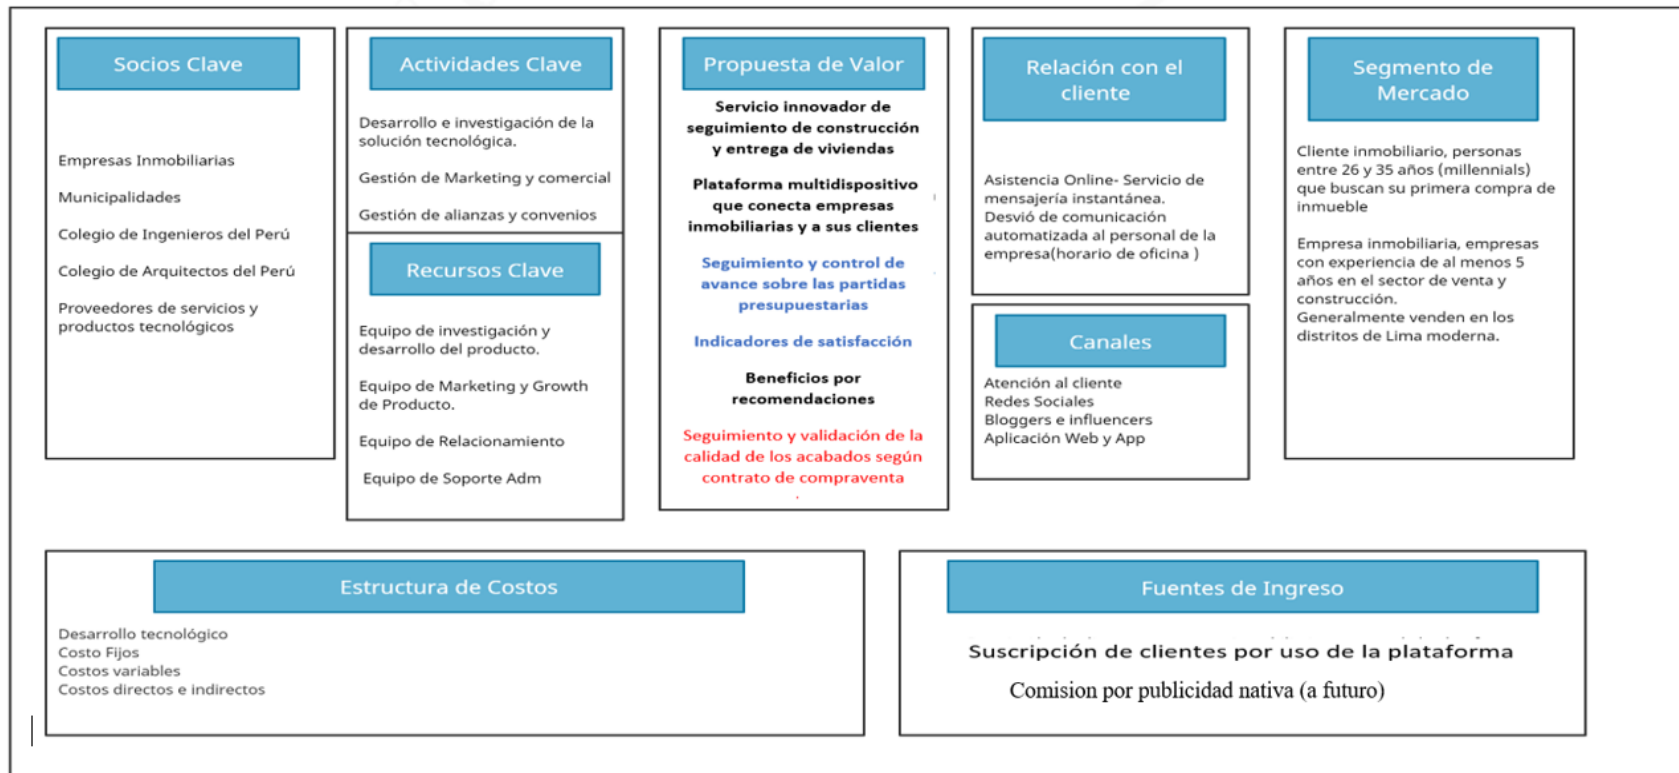 Socios Clave
Empresas Inmobiliarias
Municipalidades
Colegio de Ingenieros del Perú
Colegio de Arquitectos del Perú
Proveedores de servicios y
productos tecnológicos
Actividades Clave
Desarrollo e investigación de la
solución tecnológica.
Gestión de Marketing y comercial
Gestión de alianzas y convenios
Recursos Clave
Equipo de investigación y
desarrollo del producto.
Equipo de Marketing y Growth
de Producto.
Equipo de Relacionamiento
Equipo de Soporte Adm
Propuesta de Valor
Servicio innovador de
seguimiento de construcción
y entrega de viviendas
Plataforma multidispositivo
que conecta empresas
inmobiliarias y a sus clientes
Seguimiento y control de
avance sobre las partidas
presupuestarias
Indicadores de satisfacción
Beneficios por
recomendaciones
Seguimiento y validación de la
calidad de los acabados según
contrato de compraventa
Relación con el
cliente
Asistencia Online- Servicio de
mensajería instantánea.
Desvió de comunicación
automatizada al personal de la
empresa(horario de oficina )
Canales
Atención al cliente
Redes Sociales
Bloggers e influencers
Aplicación Web y App
Segmento de
Mercado
Cliente inmobiliario, personas
entre 26 y 35 años (millennials)
que buscan su primera compra de
inmueble
Empresa inmobiliaria, empresas
con experiencia de al menos 5
años en el sector de venta y
construcción.
Generalmente venden en los
distritos de Lima moderna.
Estructura de Costos
Desarrollo tecnológico
Costo Fijos
Costos variables
Costos directos e indirectos
Fuentes de Ingreso
Suscripción de clientes por uso de la plataforma
Comision por publicidad nativa (a futuro)